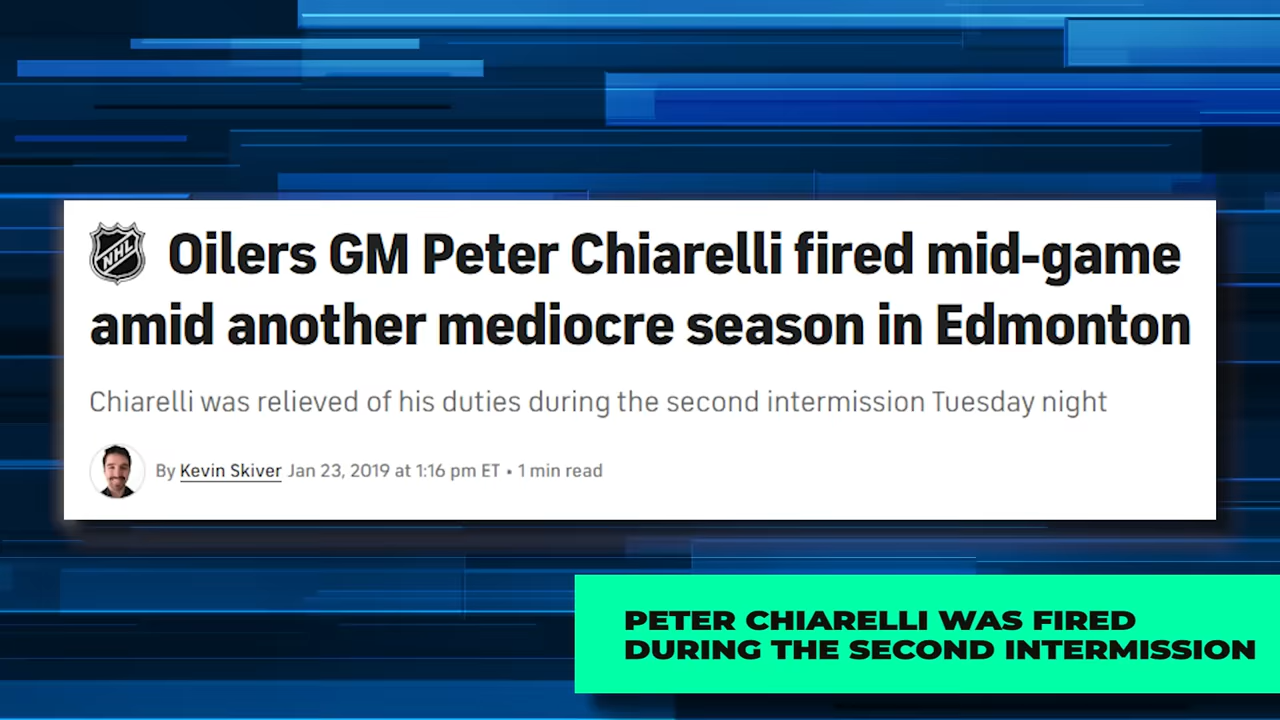 NHL
Oilers GM Peter Chiarelli fired mid-game
amid another mediocre season in Edmonton
Chiarelli was relieved of his duties during the second intermission Tuesday night
By Kevin Skiver Jan 23, 2019 at 1:16 pm ET • 1 min read
PETER CHIARELLI WAS FIRED
DURING THE SECOND INTERMISSION